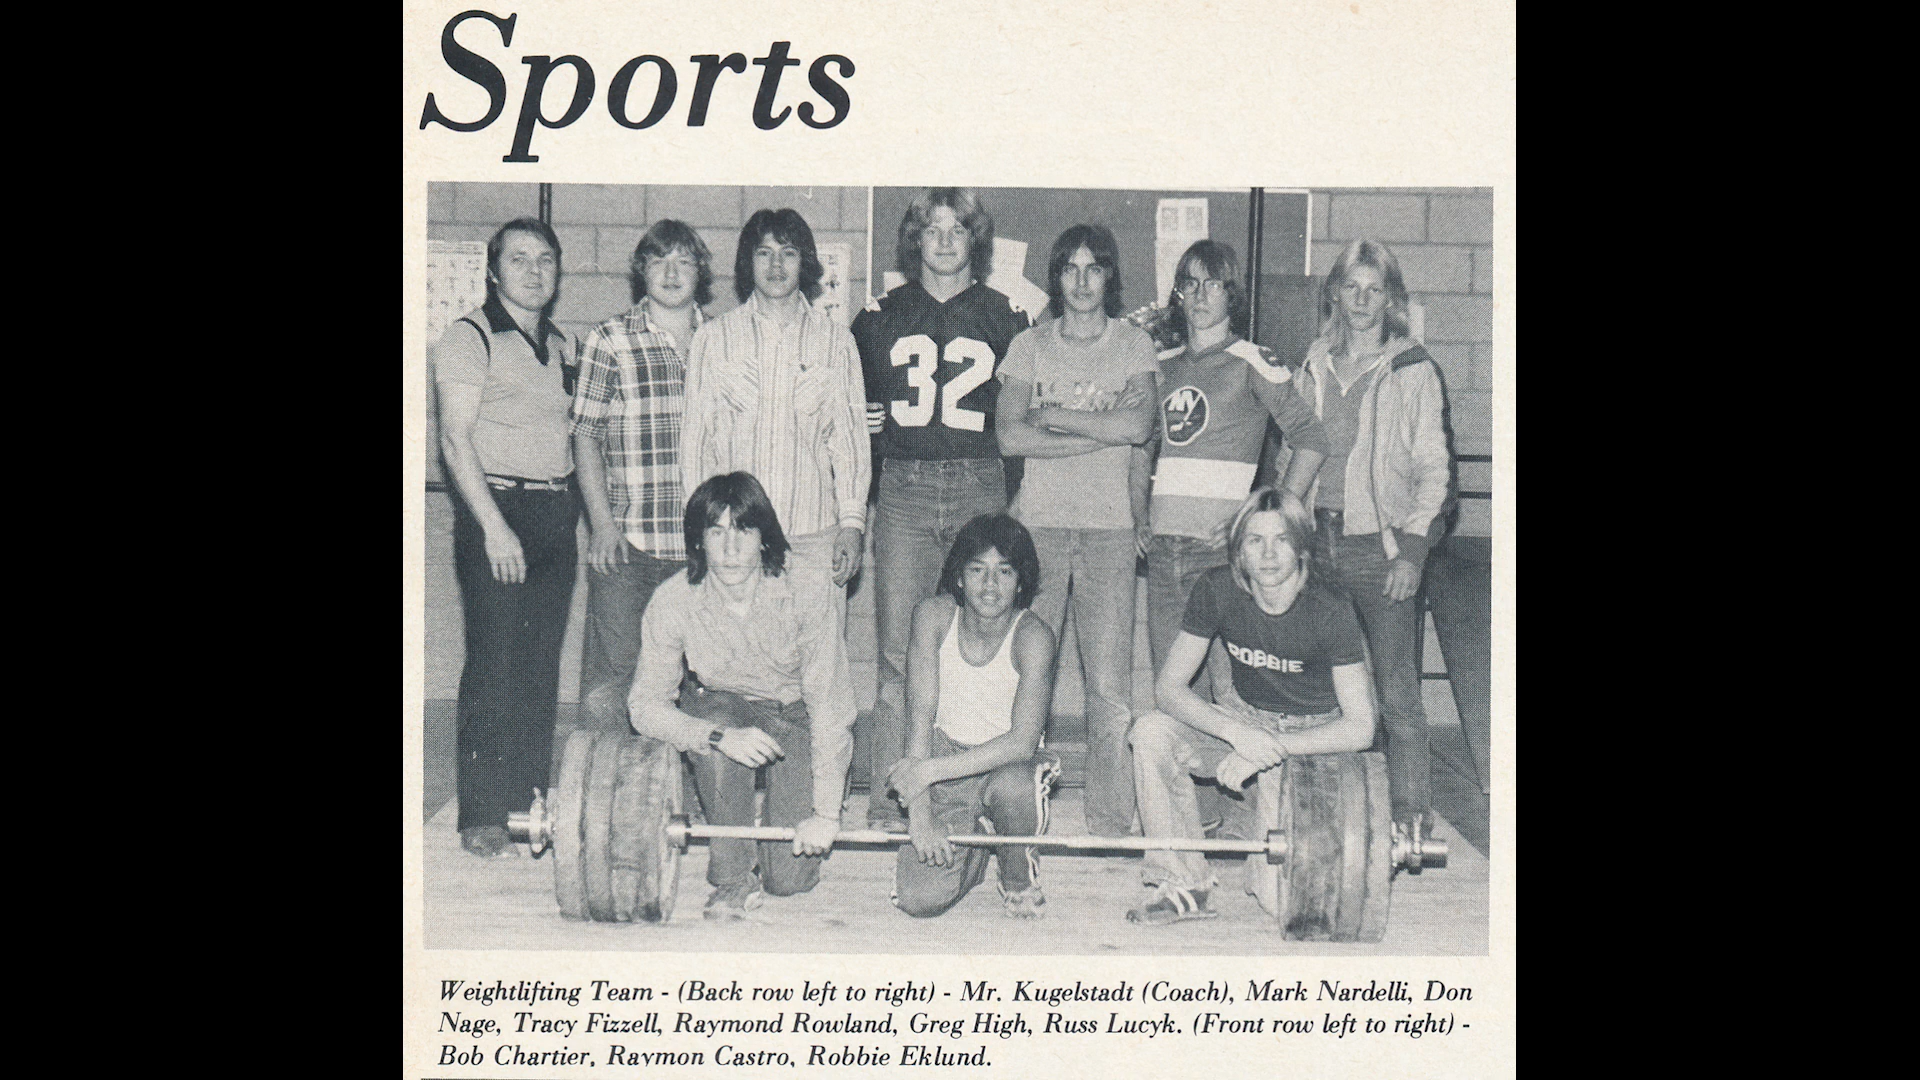 Sports
32
NY
ROBBIE
Weightlifting Team - (Back row left to right) - Mr. Kugelstadt (Coach), Mark Nardelli, Don
Nage, Tracy Fizzell, Raymond Rowland, Greg High, Russ Lucyk. (Front row left to right) -
Bob Chartier, Raymon Castro, Robbie Eklund.